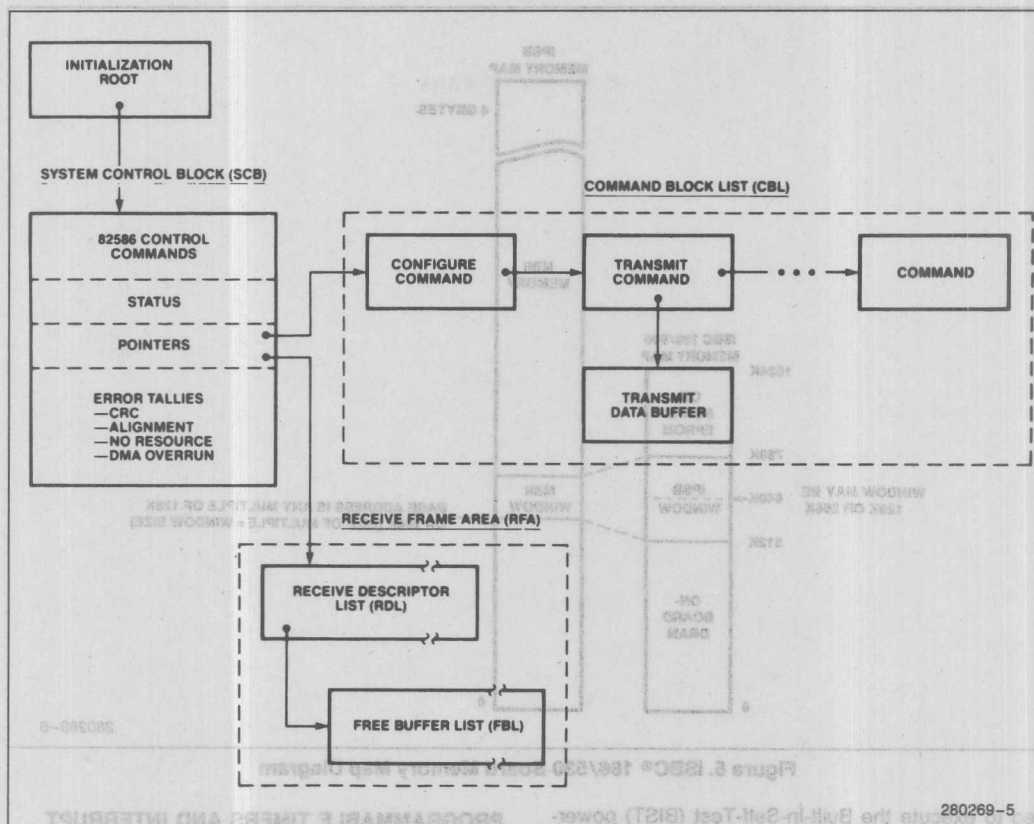 INITIALIZATION
ROOT
SYSTEM CONTROL BLOCK (SCB)
82586 CONTROL
COMMANDS
STATUS
POINTERS
ERROR TALLIES
—CRC
—ALIGNMENT
—NO RESOURCE
—DMA OVERRUN
COMMAND BLOCK LIST (CBL)
CONFIGURE
COMMAND
TRANSMIT
COMMAND
COMMAND
TRANSMIT
DATA BUFFER
RECEIVE FRAME AREA (RFA)
RECEIVE DESCRIPTOR
LIST (RDL)
FREE BUFFER LIST (FBL)
280269–5